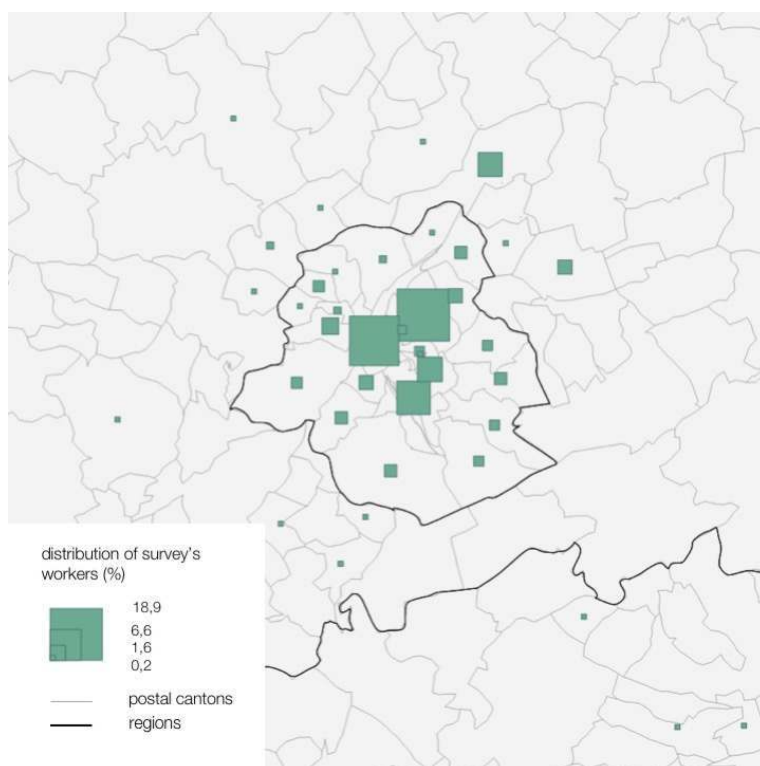 distribution of survey's
workers (%)
18,9
6,6
1,6
0,2
postal cantons
regions